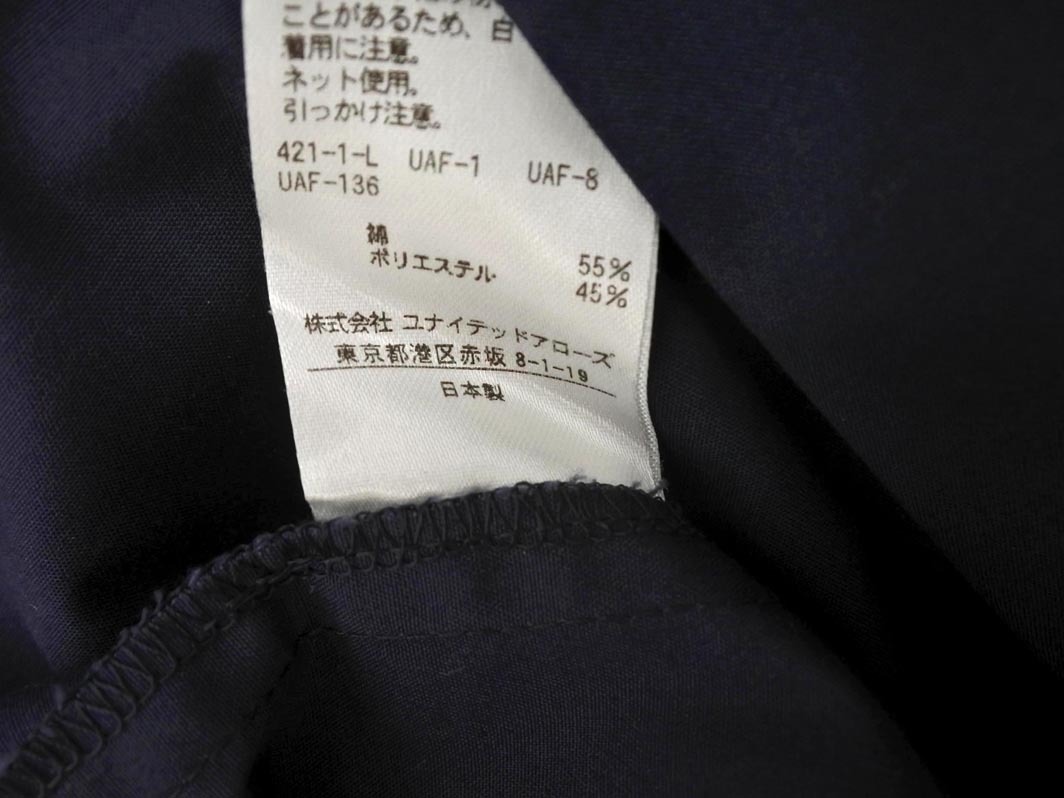 ことがあるため、白
着用に注意。
ネット使用。
引っかけ注意。
421-1-L UAF-1 UAF-8
UAF-136
綿 55%
ポリエステル 45%
株式会社 ユナイテッドアローズ
東京都港区赤坂 8-1-19
日本製